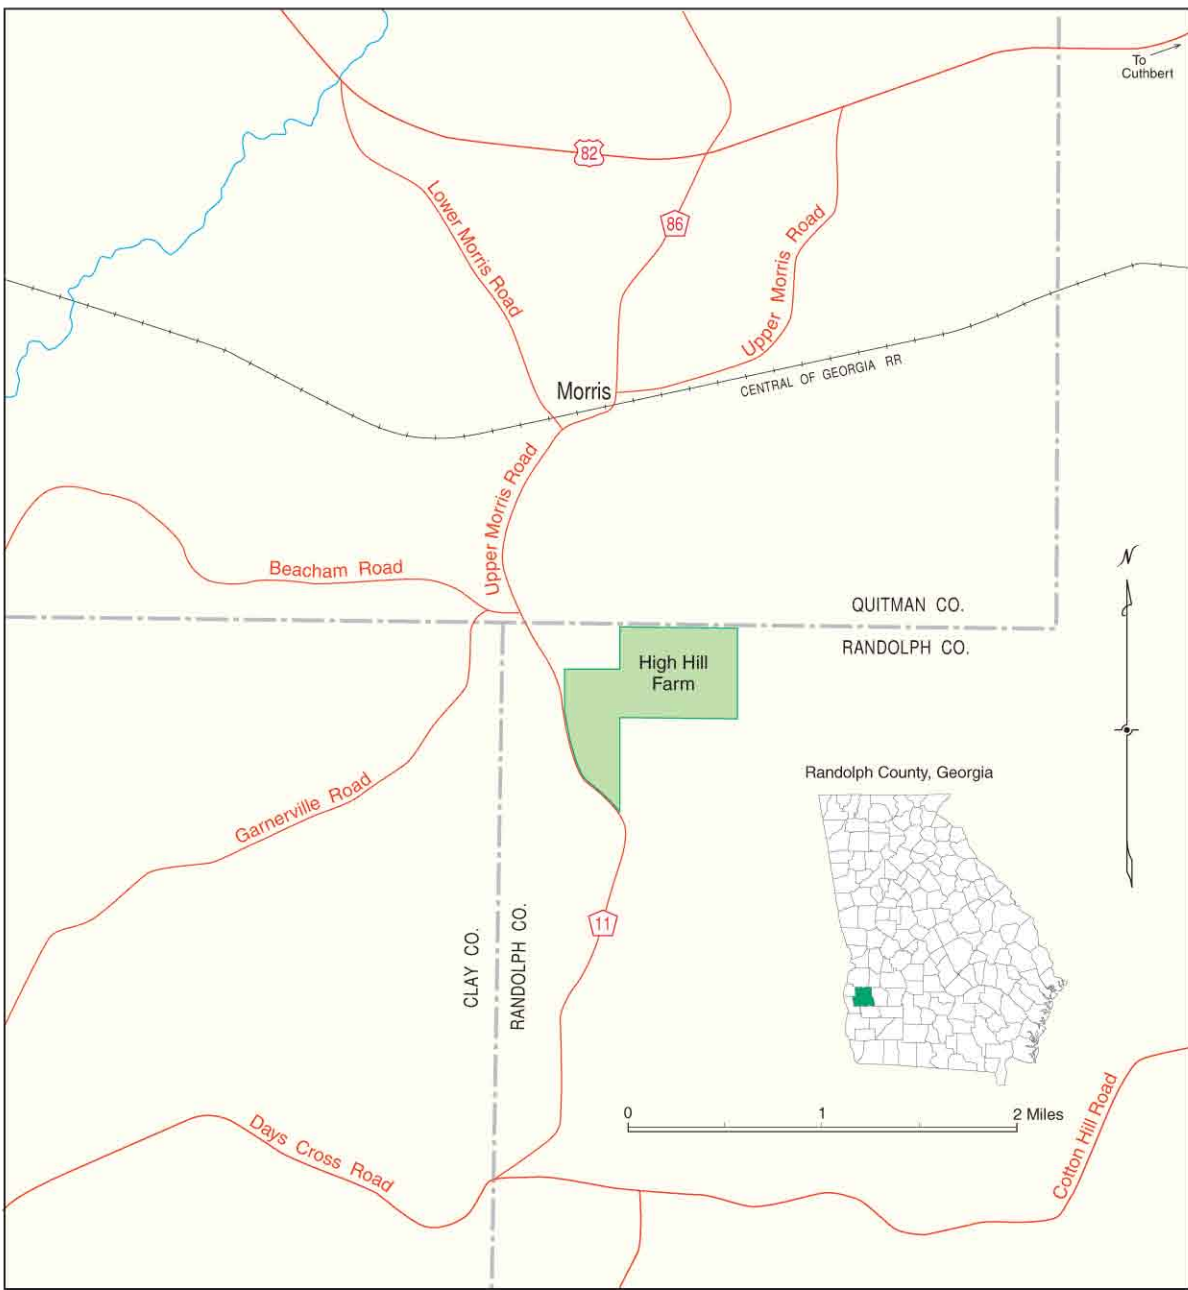 To
Cuthbert
82
Lower Morris Road
86
Upper Morris Road
Morris
CENTRAL OF GEORGIA RR
Upper Morris Road
Beacham Road
N
QUITMAN CO.
RANDOLPH CO.
High Hill
Farm
Randolph County, Georgia
Garnerville Road
11
CLAY CO.
RANDOLPH CO.
0 1 2 Miles
Days Cross Road
Cotton Hill Road